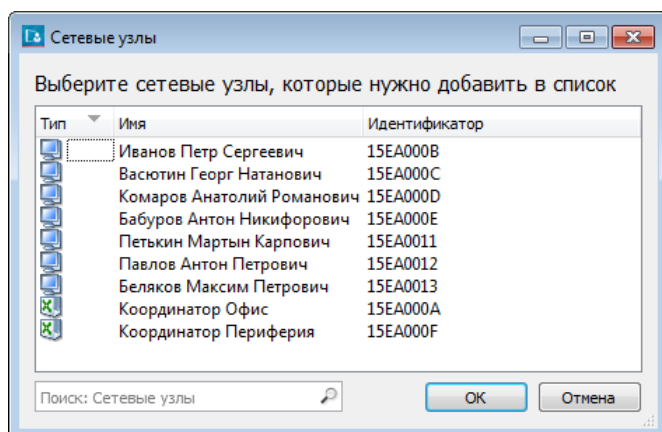 Сетевые узлы
Выберите сетевые узлы, которые нужно добавить в список
Тип Имя Идентификатор
Иванов Петр Сергеевич 15EA000B
Васютин Георг Натанович 15EA000C
Комаров Анатолий Романович 15EA000D
Бабуров Антон Никифорович 15EA000E
Петькин Мартын Карпович 15EA0011
Павлов Антон Петрович 15EA0012
Беляков Максим Петрович 15EA0013
Координатор Офис 15EA000A
Координатор Периферия 15EA000F
Поиск: Сетевые узлы OK Отмена